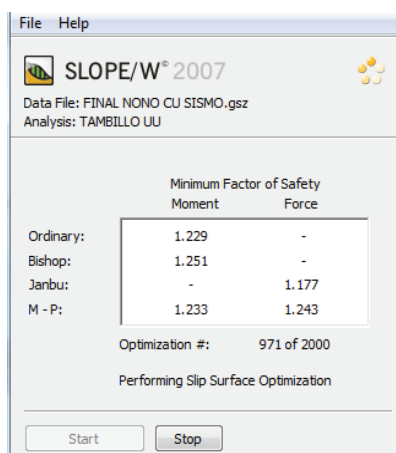 File Help
SLOPE/W® 2007
Data File: FINAL NONO CU SISMO.gsz
Analysis: TAMBILLO UU
Minimum Factor of Safety
Moment Force
Ordinary: 1.229 -
Bishop: 1.251 -
Janbu: - 1.177
M - P: 1.233 1.243
Optimization #: 971 of 2000
Performing Slip Surface Optimization
Start Stop